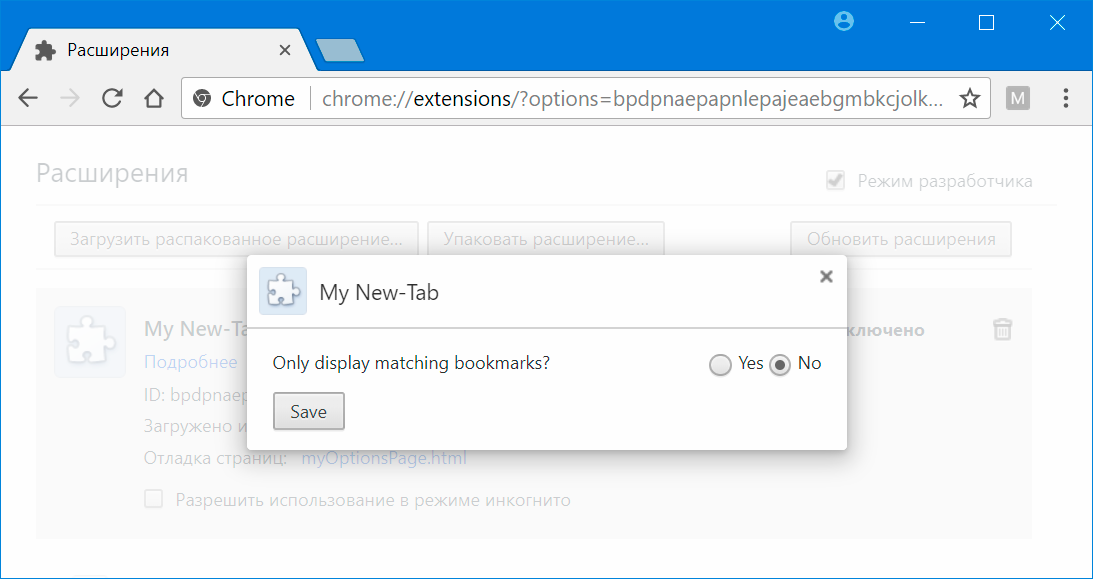 Расширения
Chrome
chrome://extensions/?options=bpdpnaepapnlepajeaebgmbkcjolk...
M
Расширения
Режим разработчика
Загрузить распакованное расширение...
Упаковать расширение...
Обновить расширения
My New-Tab
My New-Ta
ключено
Подробнее
Only display matching bookmarks?
Yes
No
ID: bpdpnaep
Save
Загружено и
Отладка страниц: myOptionsPage.html
Разрешить использование в режиме инкогнито